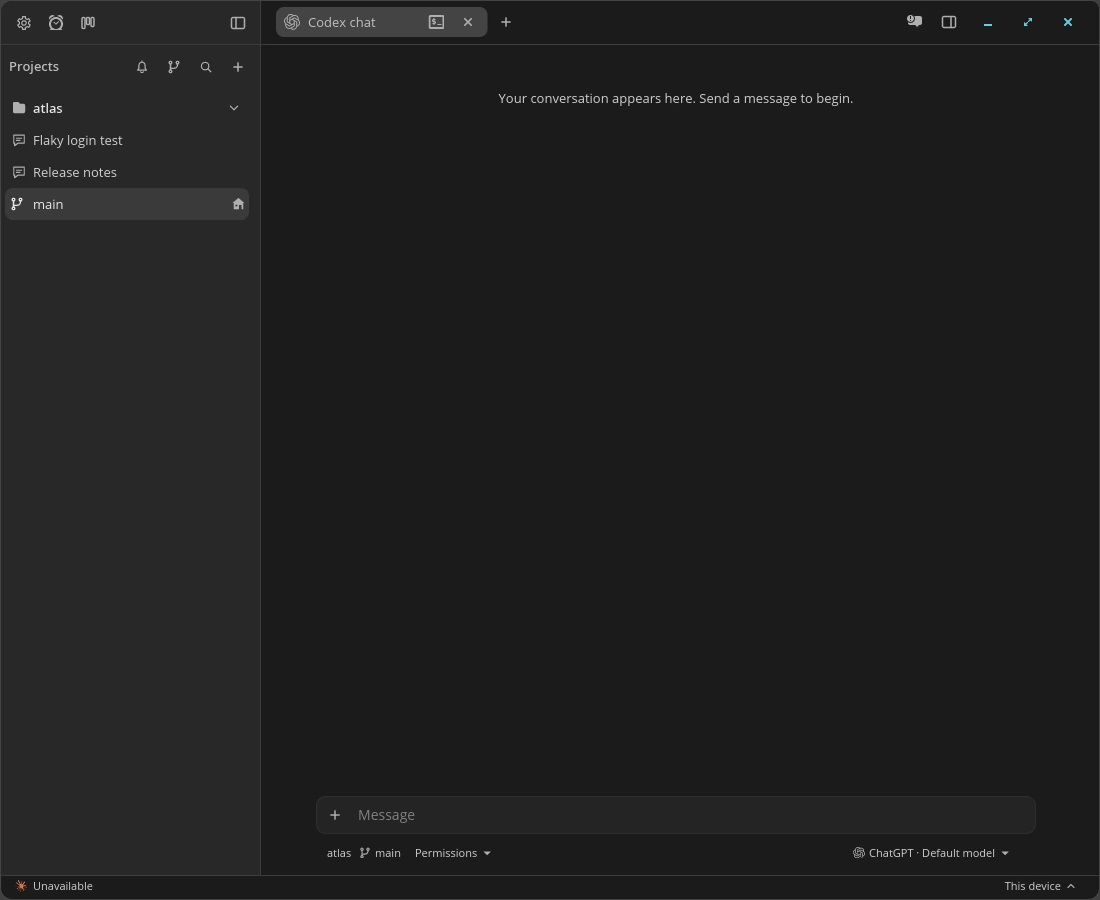 Codex chat
Projects
atlas
Flaky login test
Release notes
main
Your conversation appears here. Send a message to begin.
Message
atlas main Permissions ChatGPT · Default model
Unavailable This device